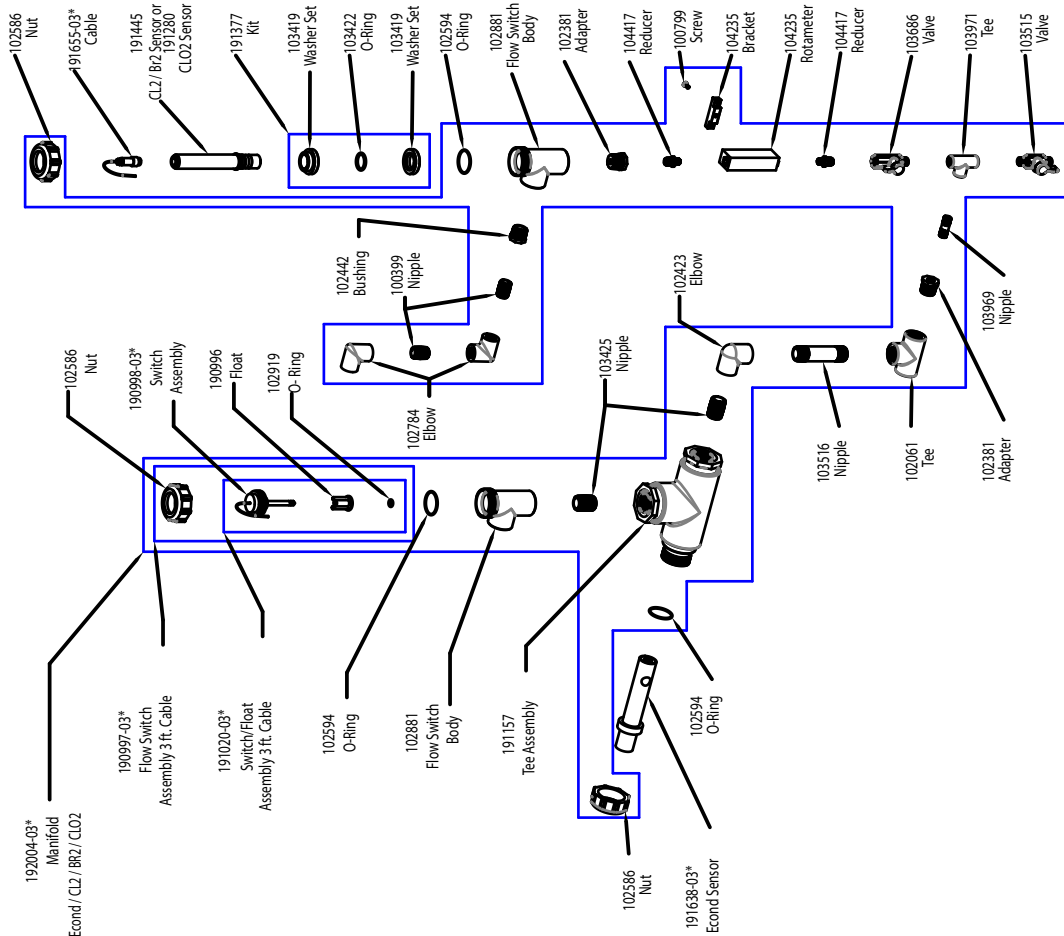 102586
Nut
191655-03*
Cable
191445
CL2 / Br2 Sensor or
191280
CLO2 Sensor
191377
Kit
103419
Washer Set
103422
O-Ring
103419
Washer Set
102594
O-Ring
102881
Flow Switch
Body
102381
Adapter
104417
Reducer
100799
Screw
104235
Bracket
104235
Rotameter
104417
Reducer
103686
Valve
103971
Tee
103515
Valve
102442
Bushing
100399
Nipple
102784
Elbow
102423
Elbow
103969
Nipple
102586
Nut
190998-03*
Switch
Assembly
190996
Float
102919
O- Ring
103425
Nipple
103516
Nipple
102061
Tee
102381
Adapter
192004-03*
Manifold
Econd / CL2 / BR2 / CLO2
190997-03*
Flow Switch
Assembly 3 ft. Cable
191020-03*
Switch/Float
Assembly 3 ft. Cable
102594
O-Ring
102881
Flow Switch
Body
191157
Tee Assembly
102594
O-Ring
102586
Nut
191638-03*
Econd Sensor